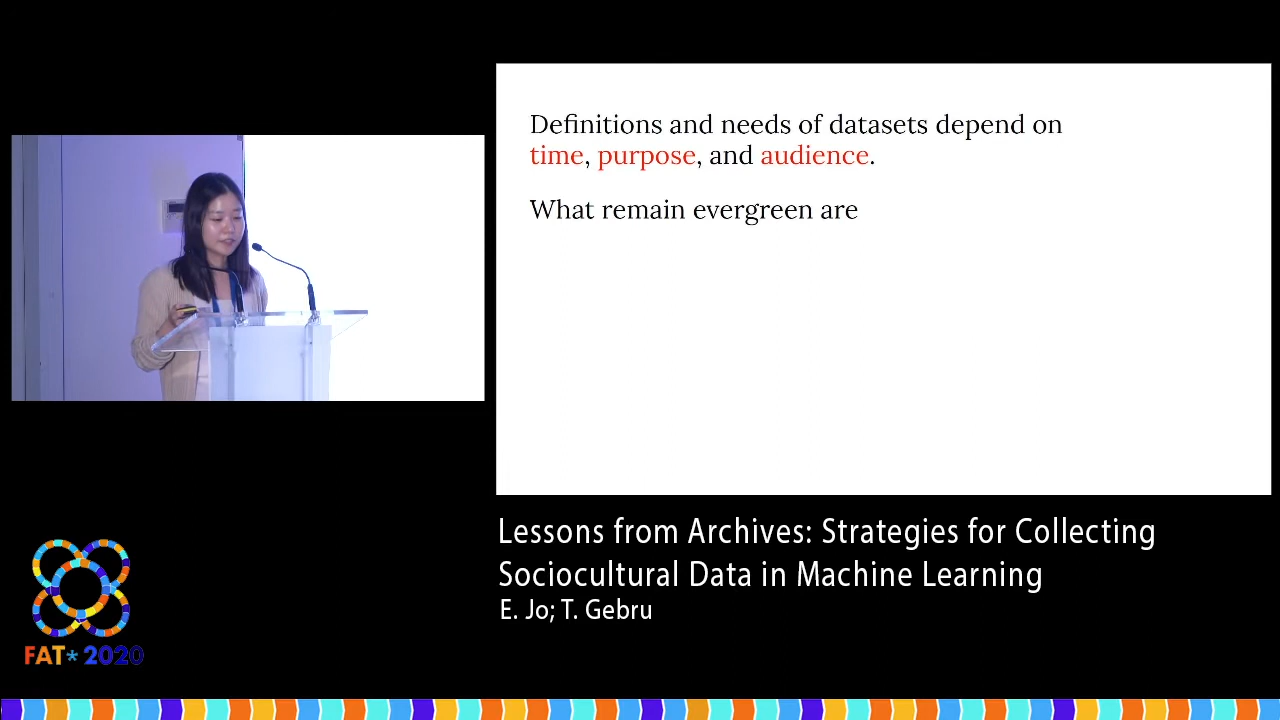 Definitions and needs of datasets depend on
time, purpose, and audience.
What remain evergreen are
Lessons from Archives: Strategies for Collecting
Sociocultural Data in Machine Learning
E. Jo; T. Gebru
FAT* 2020